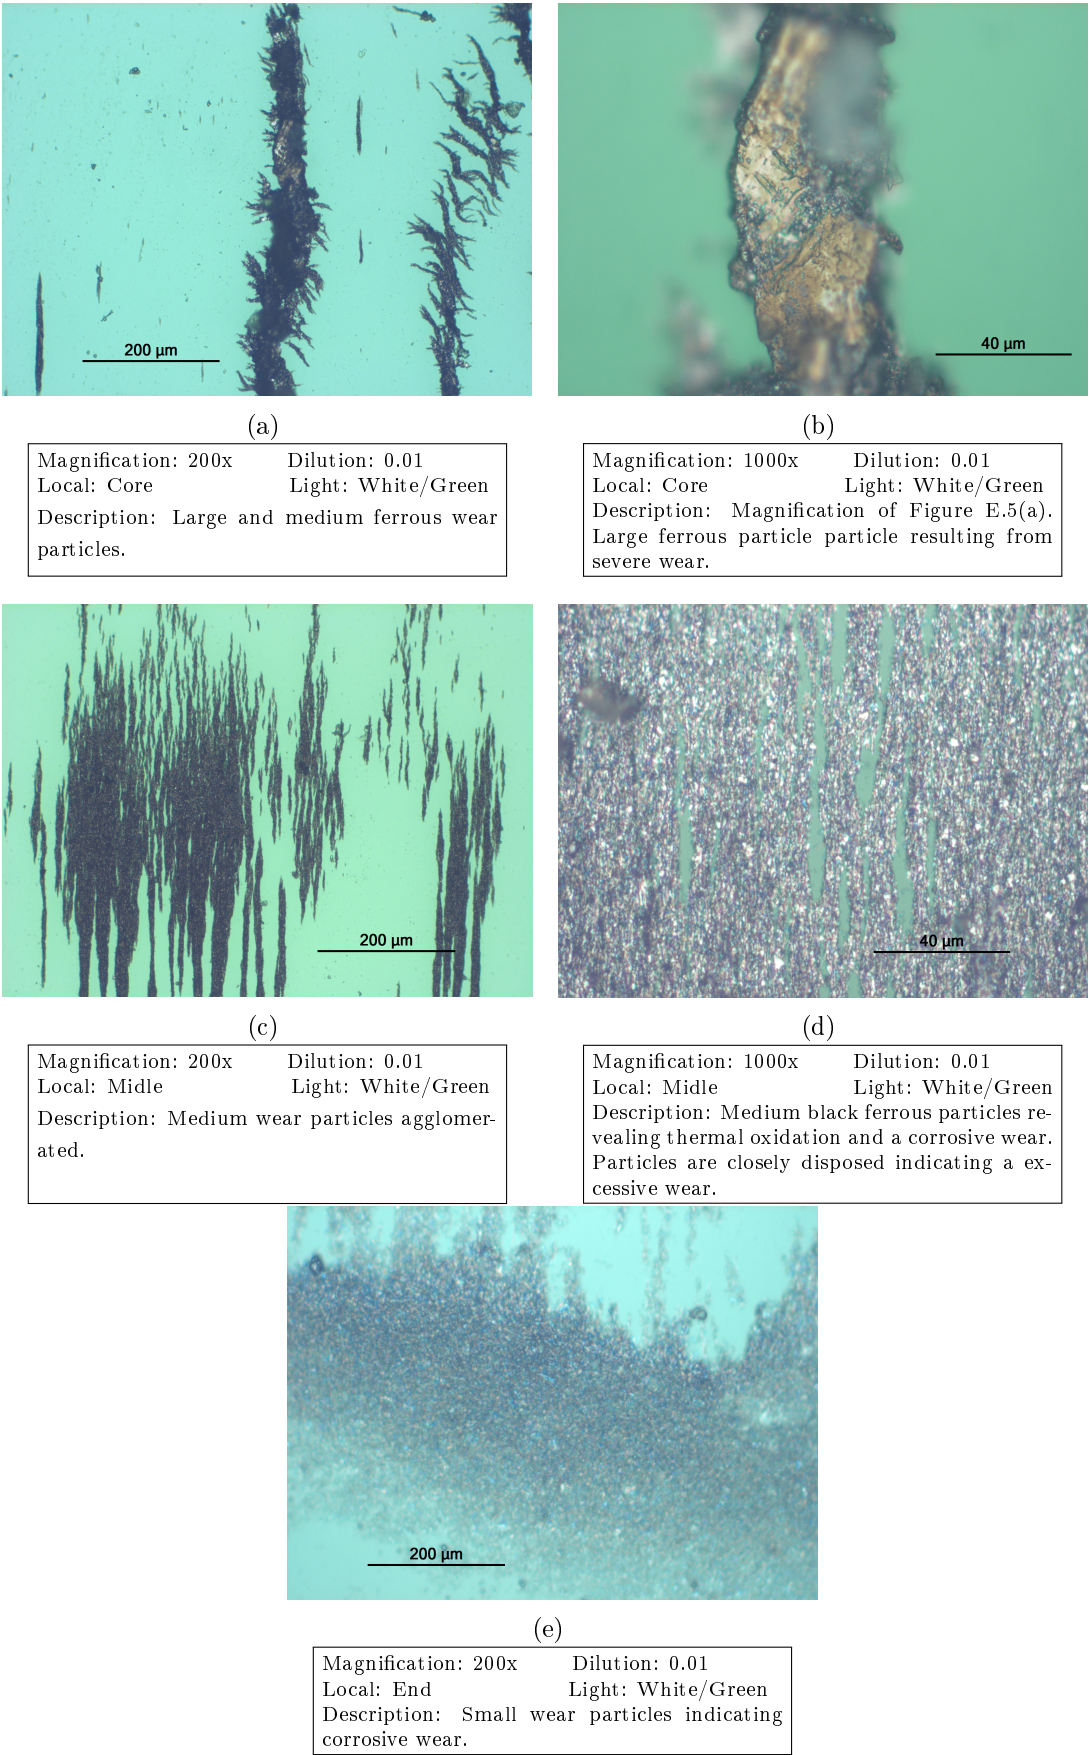 200 µm
40 µm
(a)
(b)
Magnification: 200x Dilution: 0.01
Local: Core Light: White/Green
Description: Large and medium ferrous wear
particles.
Magnification: 1000x Dilution: 0.01
Local: Core Light: White/Green
Description: Magnification of Figure E.5(a).
Large ferrous particle particle resulting from
severe wear.
200 µm
40 µm
(c)
(d)
Magnification: 200x Dilution: 0.01
Local: Midle Light: White/Green
Description: Medium wear particles agglomer-
ated.
Magnification: 1000x Dilution: 0.01
Local: Midle Light: White/Green
Description: Medium black ferrous particles re-
vealing thermal oxidation and a corrosive wear.
Particles are closely disposed indicating a ex-
cessive wear.
200 µm
(e)
Magnification: 200x Dilution: 0.01
Local: End Light: White/Green
Description: Small wear particles indicating
corrosive wear.